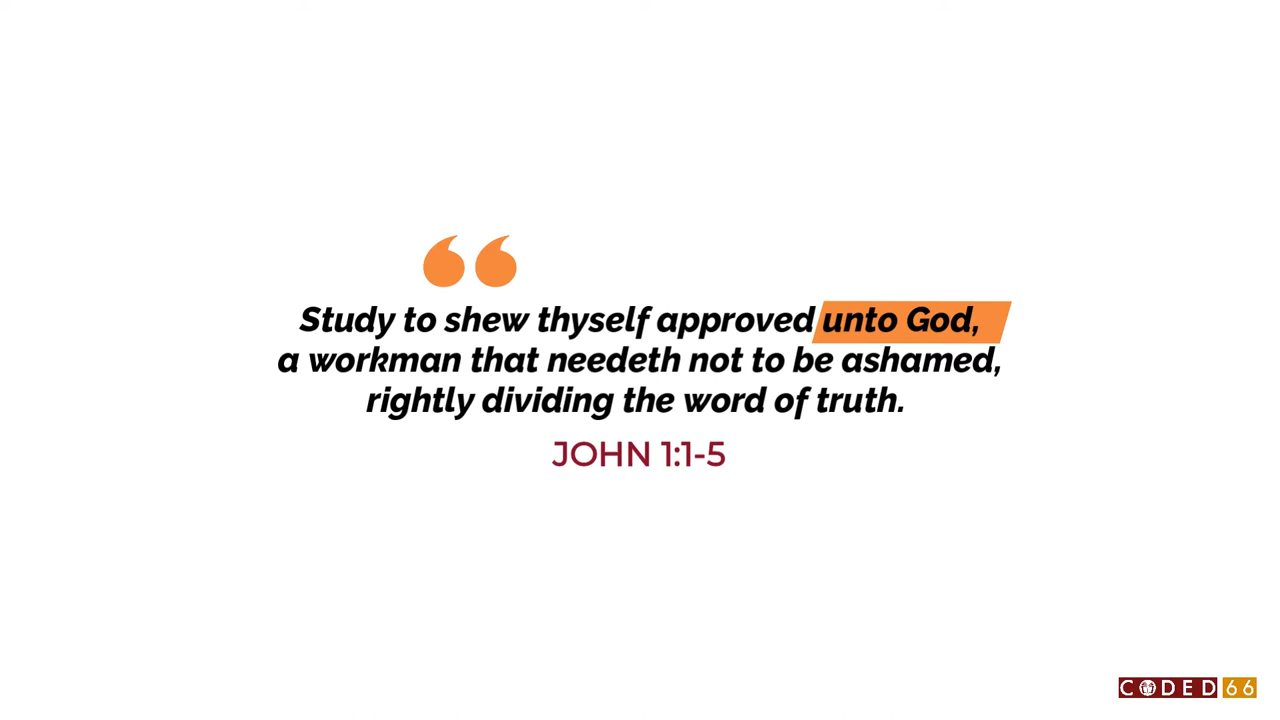 “
Study to shew thyself approved unto God,
a workman that needeth not to be ashamed,
rightly dividing the word of truth.
JOHN 1:1-5
CODED 66